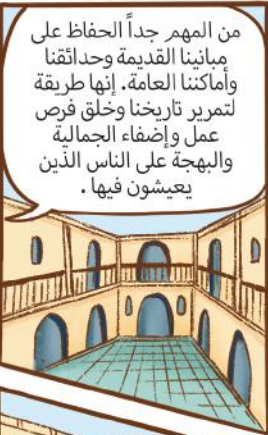 من المهم جداً الحفاظ على
مبانينا القديمة وحدائقنا
وأماكننا العامة. إنها طريقة
لتمرير تاريخنا وخلق فرص
عمل وإضفاء الجمالية
والبهجة على الناس الذين
يعيشون فيها .